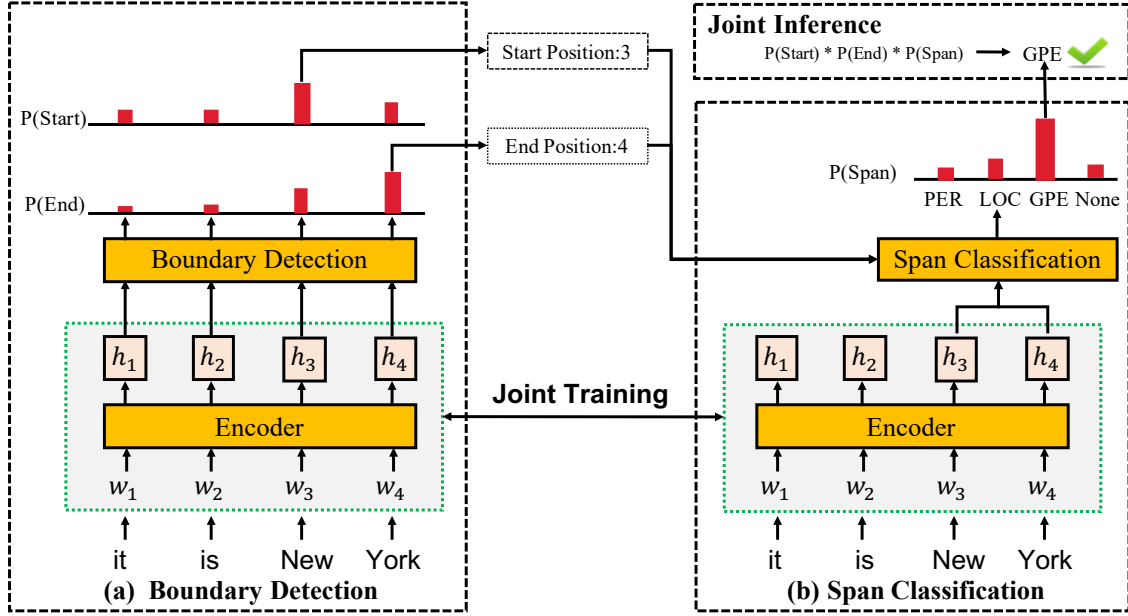 Joint Inference
P(Start) * P(End) * P(Span) GPE
Start Position:3
End Position:4
P(Start)
P(End)
Boundary Detection
h₁ h₂ h₃ h₄
Encoder
w₁ w₂ w₃ w₄
it is New York
(a) Boundary Detection
Joint Training
P(Span)
PER LOC GPE None
Span Classification
h₁ h₂ h₃ h₄
Encoder
w₁ w₂ w₃ w₄
it is New York
(b) Span Classification